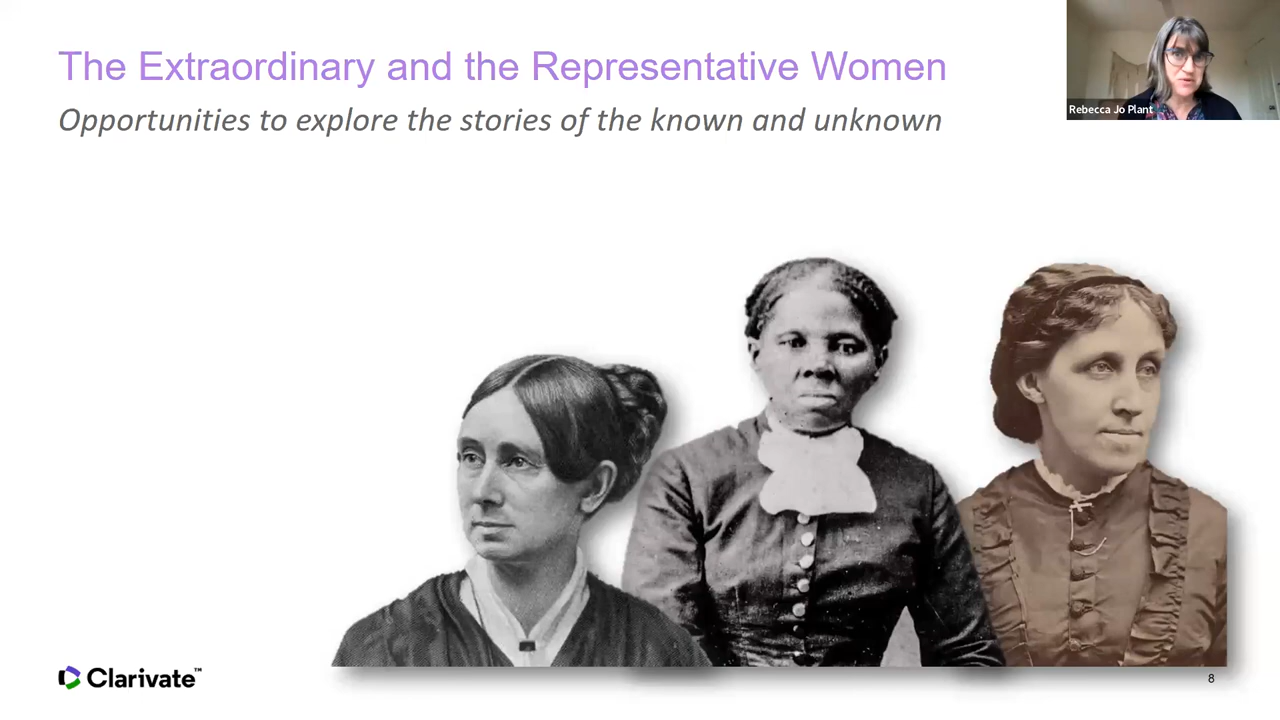 The Extraordinary and the Representative Women
Opportunities to explore the stories of the known and unknown
Rebecca Jo Plant
Clarivate™
8